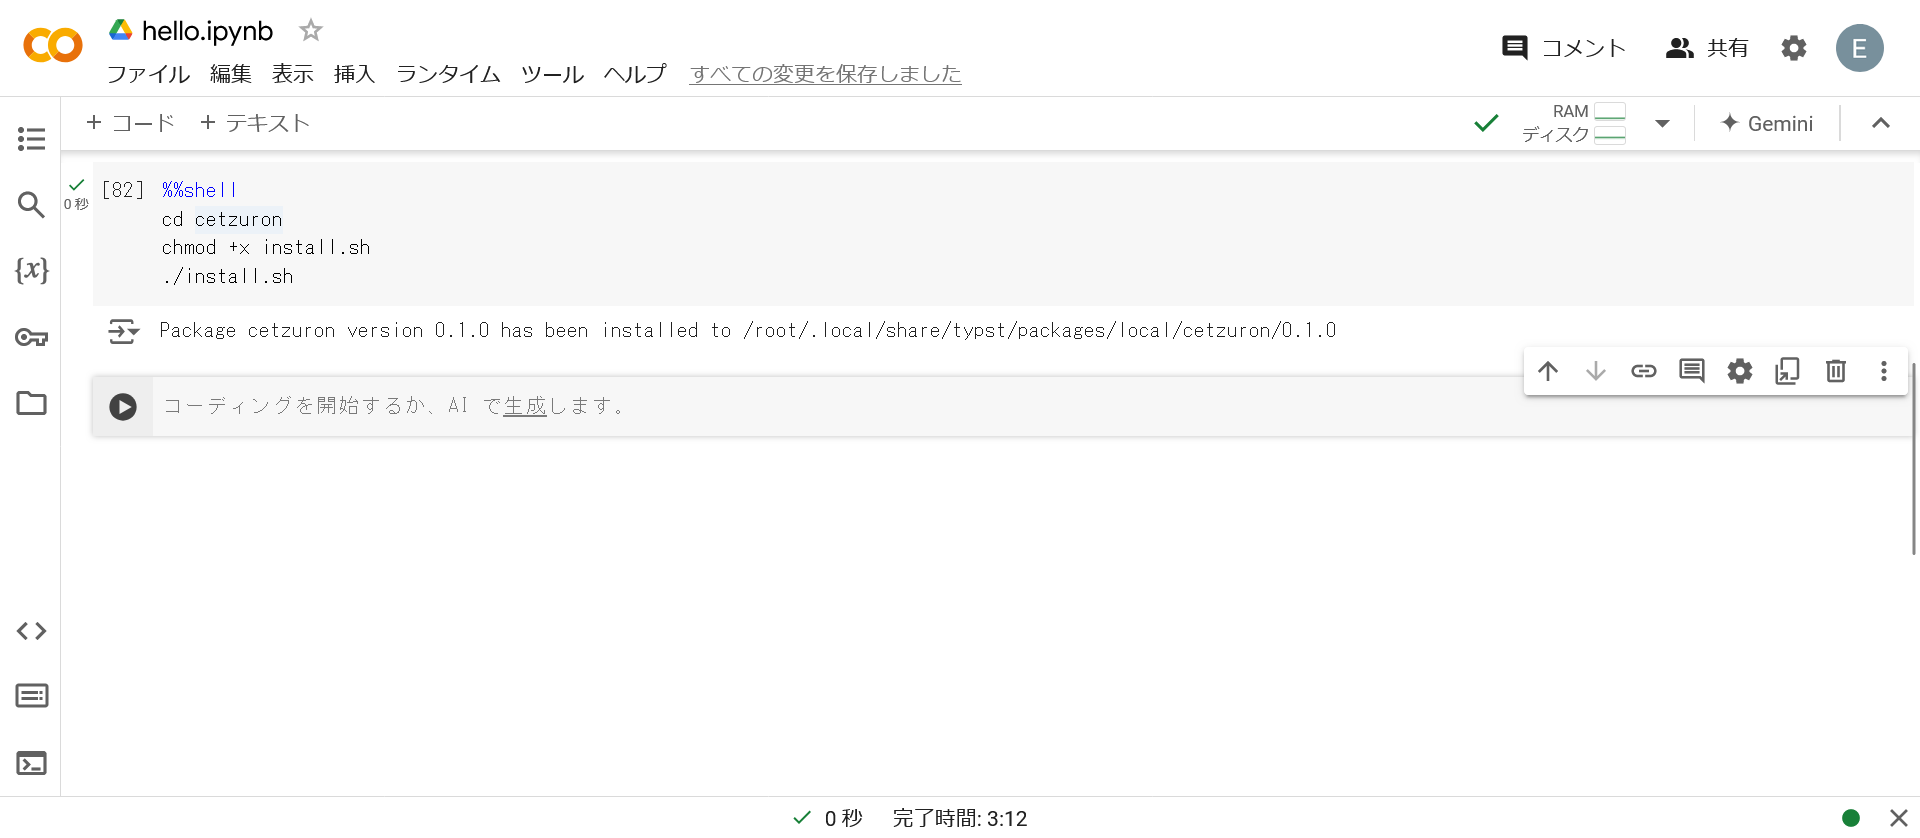 hello.ipynb
ファイル 編集 表示 挿入 ランタイム ツール ヘルプ すべての変更を保存しました
コメント 共有 E
+ コード + テキスト
RAM
ディスク
Gemini
[82] %%shell
0 秒
cd cetzuron
chmod +x install.sh
./install.sh
Package cetzuron version 0.1.0 has been installed to /root/.local/share/typst/packages/local/cetzuron/0.1.0
コーディングを開始するか、AI で生成します。
{x}
0 秒 完了時間: 3:12